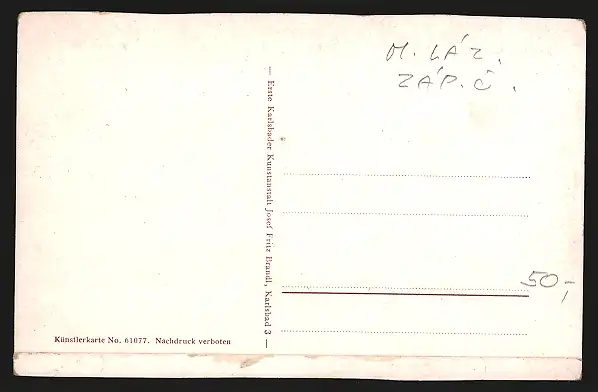 M. LÁZ.
ZÁP. Č.
— Erste Karlsbader Kunstanstalt Josef Fritz Brandl, Karlsbad 3 —
50,-
Künstlerkarte No. 61077. Nachdruck verboten